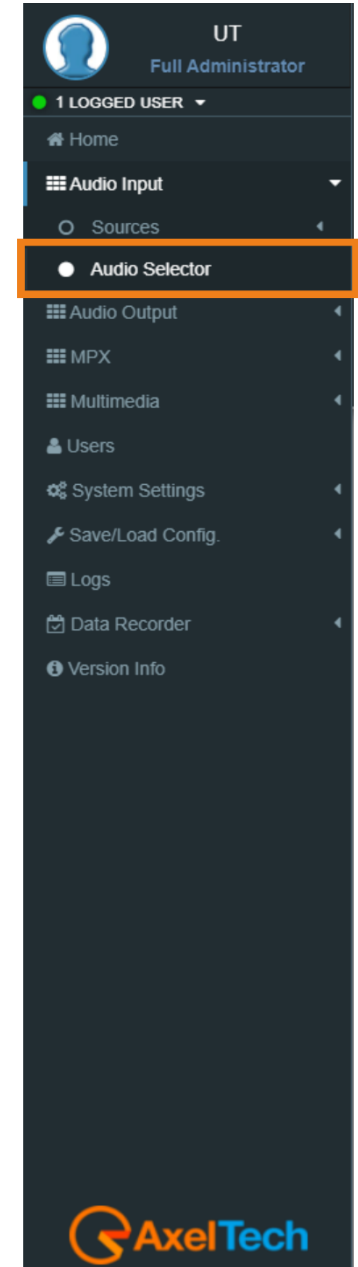 UT
Full Administrator
1 LOGGED USER
Home
Audio Input
Sources
Audio Selector
Audio Output
MPX
Multimedia
Users
System Settings
Save/Load Config.
Logs
Data Recorder
Version Info
AxelTech